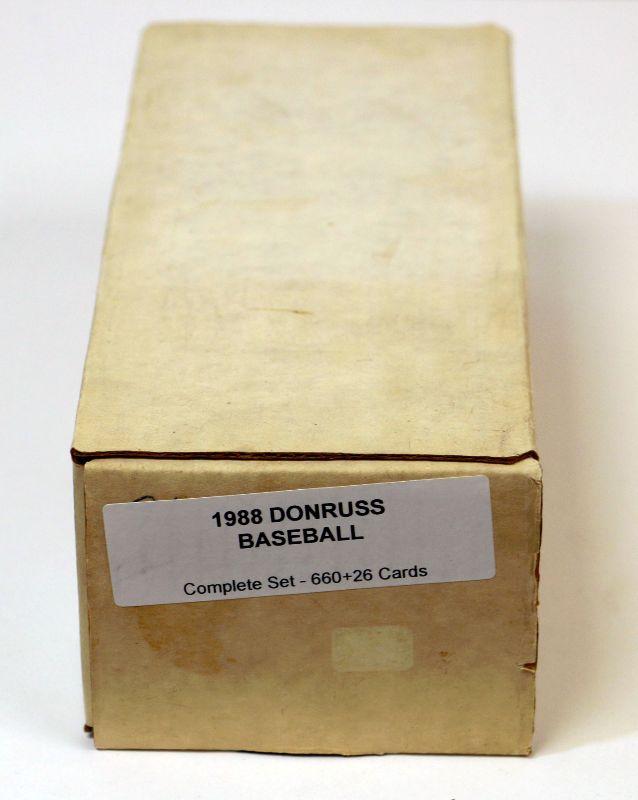 1988 DONRUSS
BASEBALL
Complete Set - 660+26 Cards